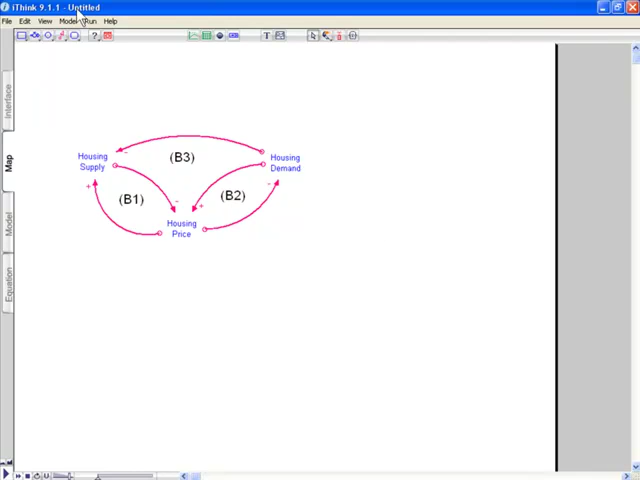 iThink 9.1.1 - Untitled
File Edit View Model Run Help
T
?
Interface
Map
Model
Equation
(B3)
-
Housing
Supply
Housing
Demand
+
(B1)
-
(B2)
+
-
Housing
Price
U